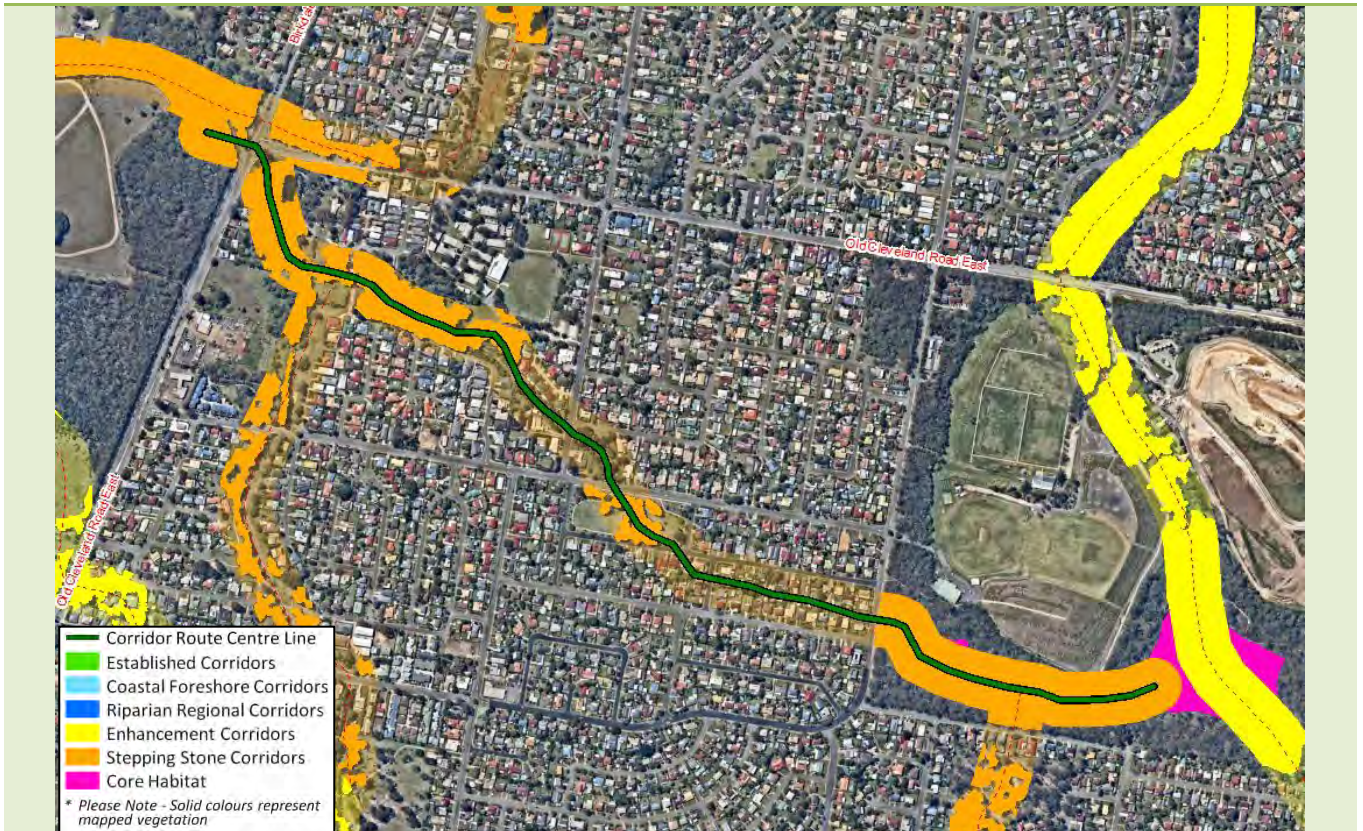 Birkdal
Old Cleveland Road East
Old Cleveland Road East
Corridor Route Centre Line
Established Corridors
Coastal Foreshore Corridors
Riparian Regional Corridors
Enhancement Corridors
Stepping Stone Corridors
Core Habitat
* Please Note - Solid colours represent
mapped vegetation